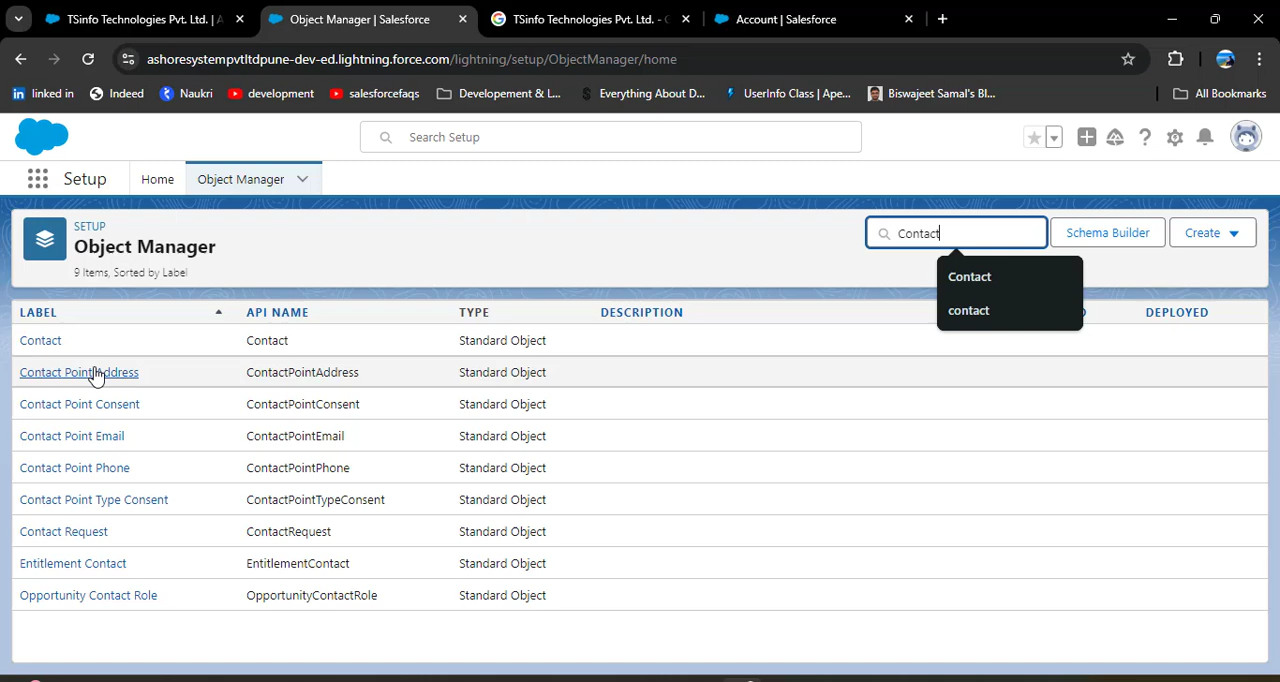 TSinfo Technologies Pvt. Ltd. | A
Object Manager | Salesforce
TSinfo Technologies Pvt. Ltd. - G
Account | Salesforce
ashoresystempvtltdpune-dev-ed.lightning.force.com/lightning/setup/ObjectManager/home
linked in
Indeed
Naukri
development
salesforcefaqs
Developement & L...
Everything About D...
UserInfo Class | Ape...
Biswajeet Samal's Bl...
All Bookmarks
Search Setup
Setup
Home
Object Manager
SETUP
Object Manager
9 Items, Sorted by Label
Contact
Schema Builder
Create
Contact
contact
LABEL API NAME TYPE DESCRIPTION DEPLOYED
Contact Contact Standard Object
Contact Point Address ContactPointAddress Standard Object
Contact Point Consent ContactPointConsent Standard Object
Contact Point Email ContactPointEmail Standard Object
Contact Point Phone ContactPointPhone Standard Object
Contact Point Type Consent ContactPointTypeConsent Standard Object
Contact Request ContactRequest Standard Object
Entitlement Contact EntitlementContact Standard Object
Opportunity Contact Role OpportunityContactRole Standard Object